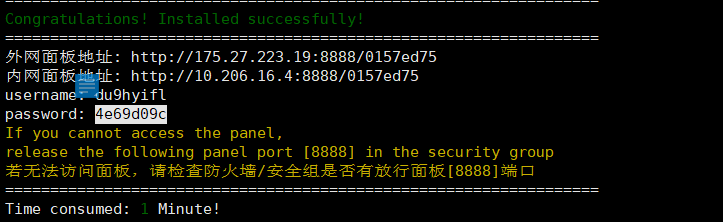 ==================================================================
Congratulations! Installed successfully!
==================================================================
外网面板地址: http://175.27.223.19:8888/0157ed75
内网面板地址: http://10.206.16.4:8888/0157ed75
username: du9hyifl
password: 4e69d09c
If you cannot access the panel,
release the following panel port [8888] in the security group
若无法访问面板，请检查防火墙/安全组是否有放行面板[8888]端口
==================================================================
Time consumed: 1 Minute!